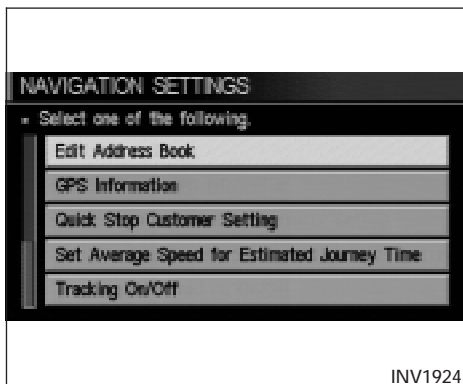 NAVIGATION SETTINGS
Select one of the following.
Edit Address Book
GPS Information
Quick Stop Customer Setting
Set Average Speed for Estimated Journey Time
Tracking On/Off
INV1924